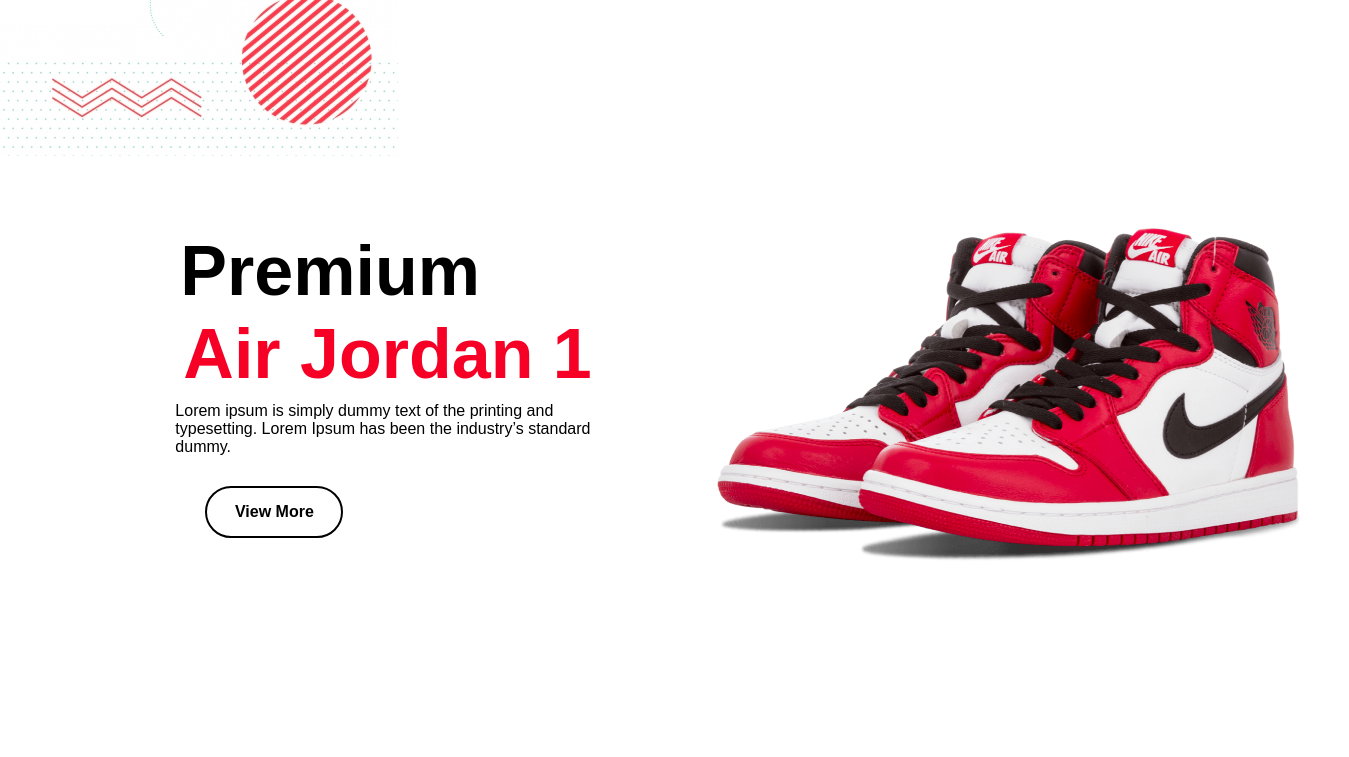 Premium
Air Jordan 1
Lorem ipsum is simply dummy text of the printing and
typesetting. Lorem Ipsum has been the industry’s standard
dummy.
View More
NIKE
AIR
NIKE
AIR